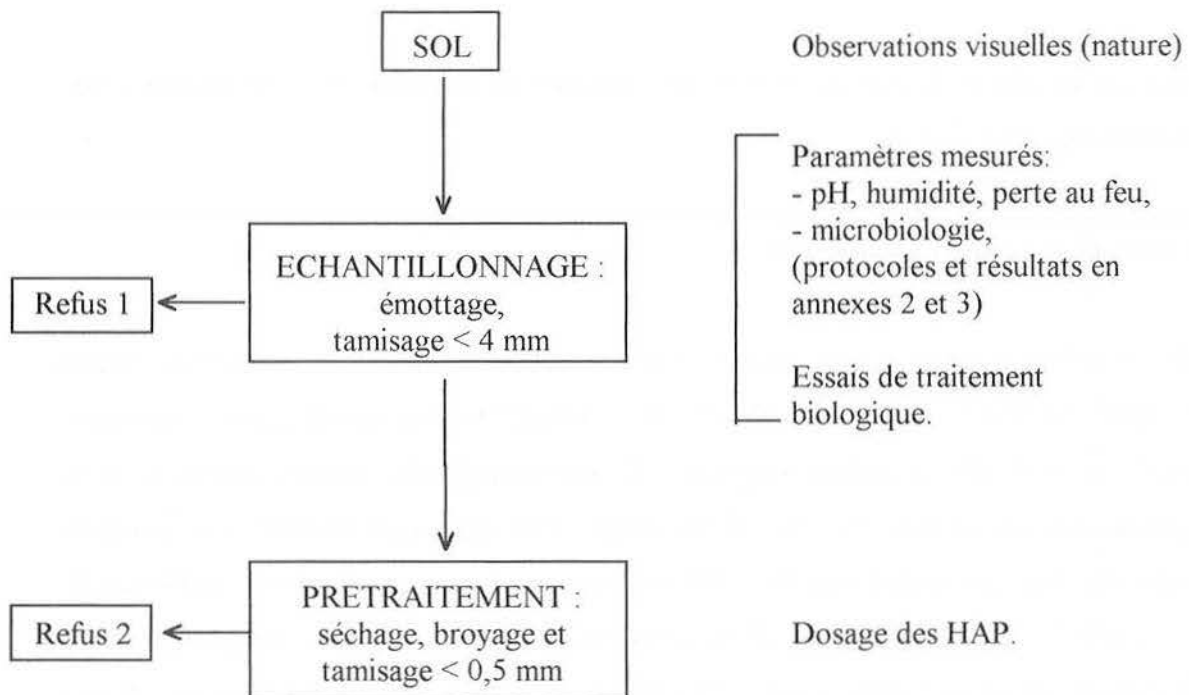 SOL
Observations visuelles (nature)
Paramètres mesurés:
- pH, humidité, perte au feu,
- microbiologie,
(protocoles et résultats en
annexes 2 et 3)
Essais de traitement
biologique.
ECHANTILLONNAGE :
émottage,
tamisage < 4 mm
Refus 1
PRETRAITEMENT :
séchage, broyage et
tamisage < 0,5 mm
Refus 2
Dosage des HAP.